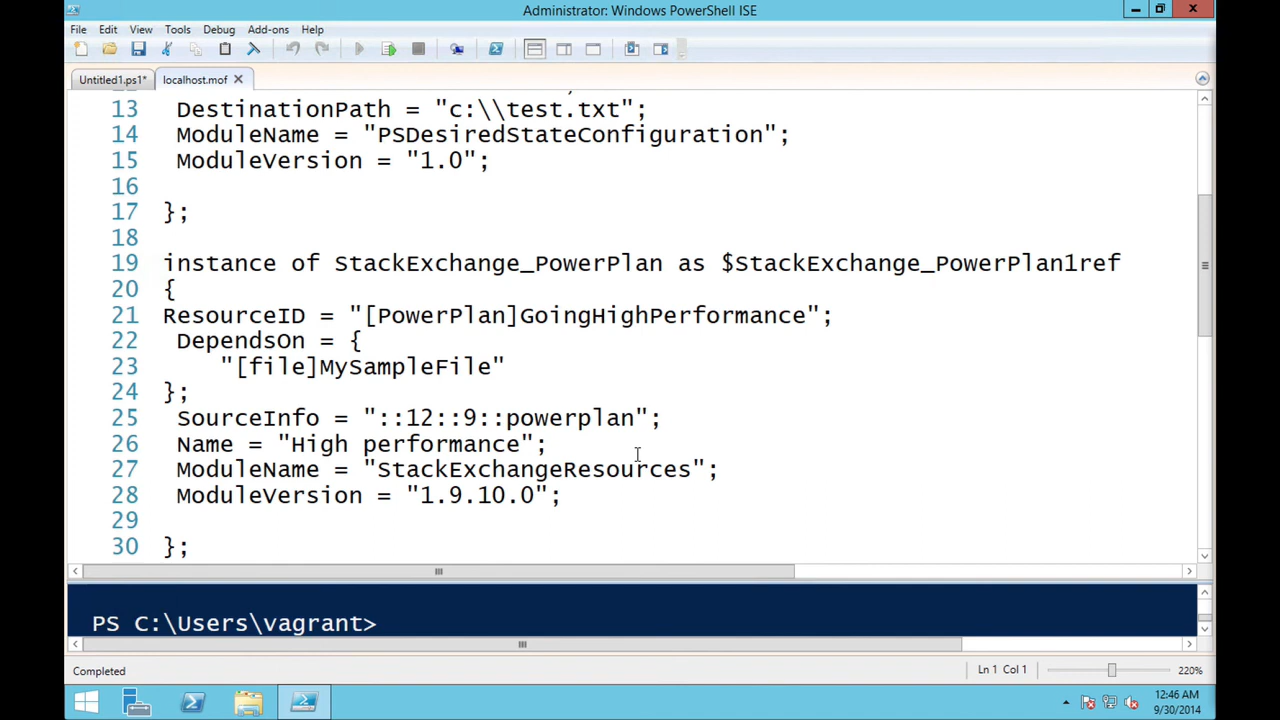 Administrator: Windows PowerShell ISE
File Edit View Tools Debug Add-ons Help
Untitled1.ps1* localhost.mof
13 DestinationPath = "c:\\test.txt";
14 ModuleName = "PSDesiredStateConfiguration";
15 ModuleVersion = "1.0";
16
17 };
18
19 instance of StackExchange_PowerPlan as $StackExchange_PowerPlan1ref
20 {
21 ResourceID = "[PowerPlan]GoingHighPerformance";
22 DependsOn = {
23 "[file]MySampleFile"
24 };
25 SourceInfo = "::12::9::powerplan";
26 Name = "High performance";
27 ModuleName = "StackExchangeResources";
28 ModuleVersion = "1.9.10.0";
29
30 };
PS C:\Users\vagrant>
Completed Ln 1 Col 1 220%
12:46 AM
9/30/2014